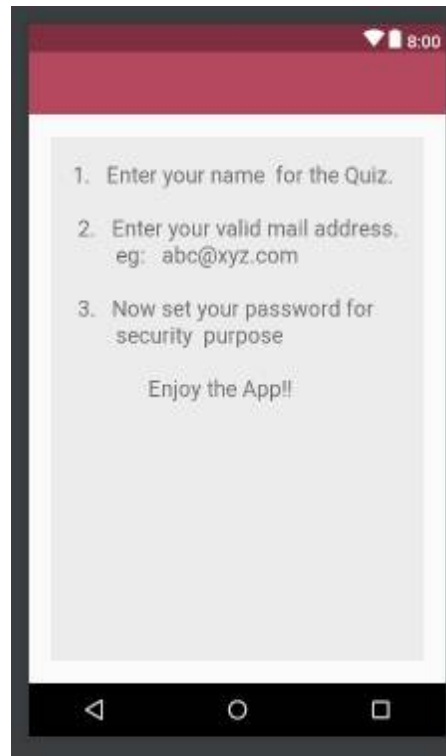 8:00
1. Enter your name for the Quiz.
2. Enter your valid mail address.
eg: abc@xyz.com
3. Now set your password for
security purpose
Enjoy the App!!